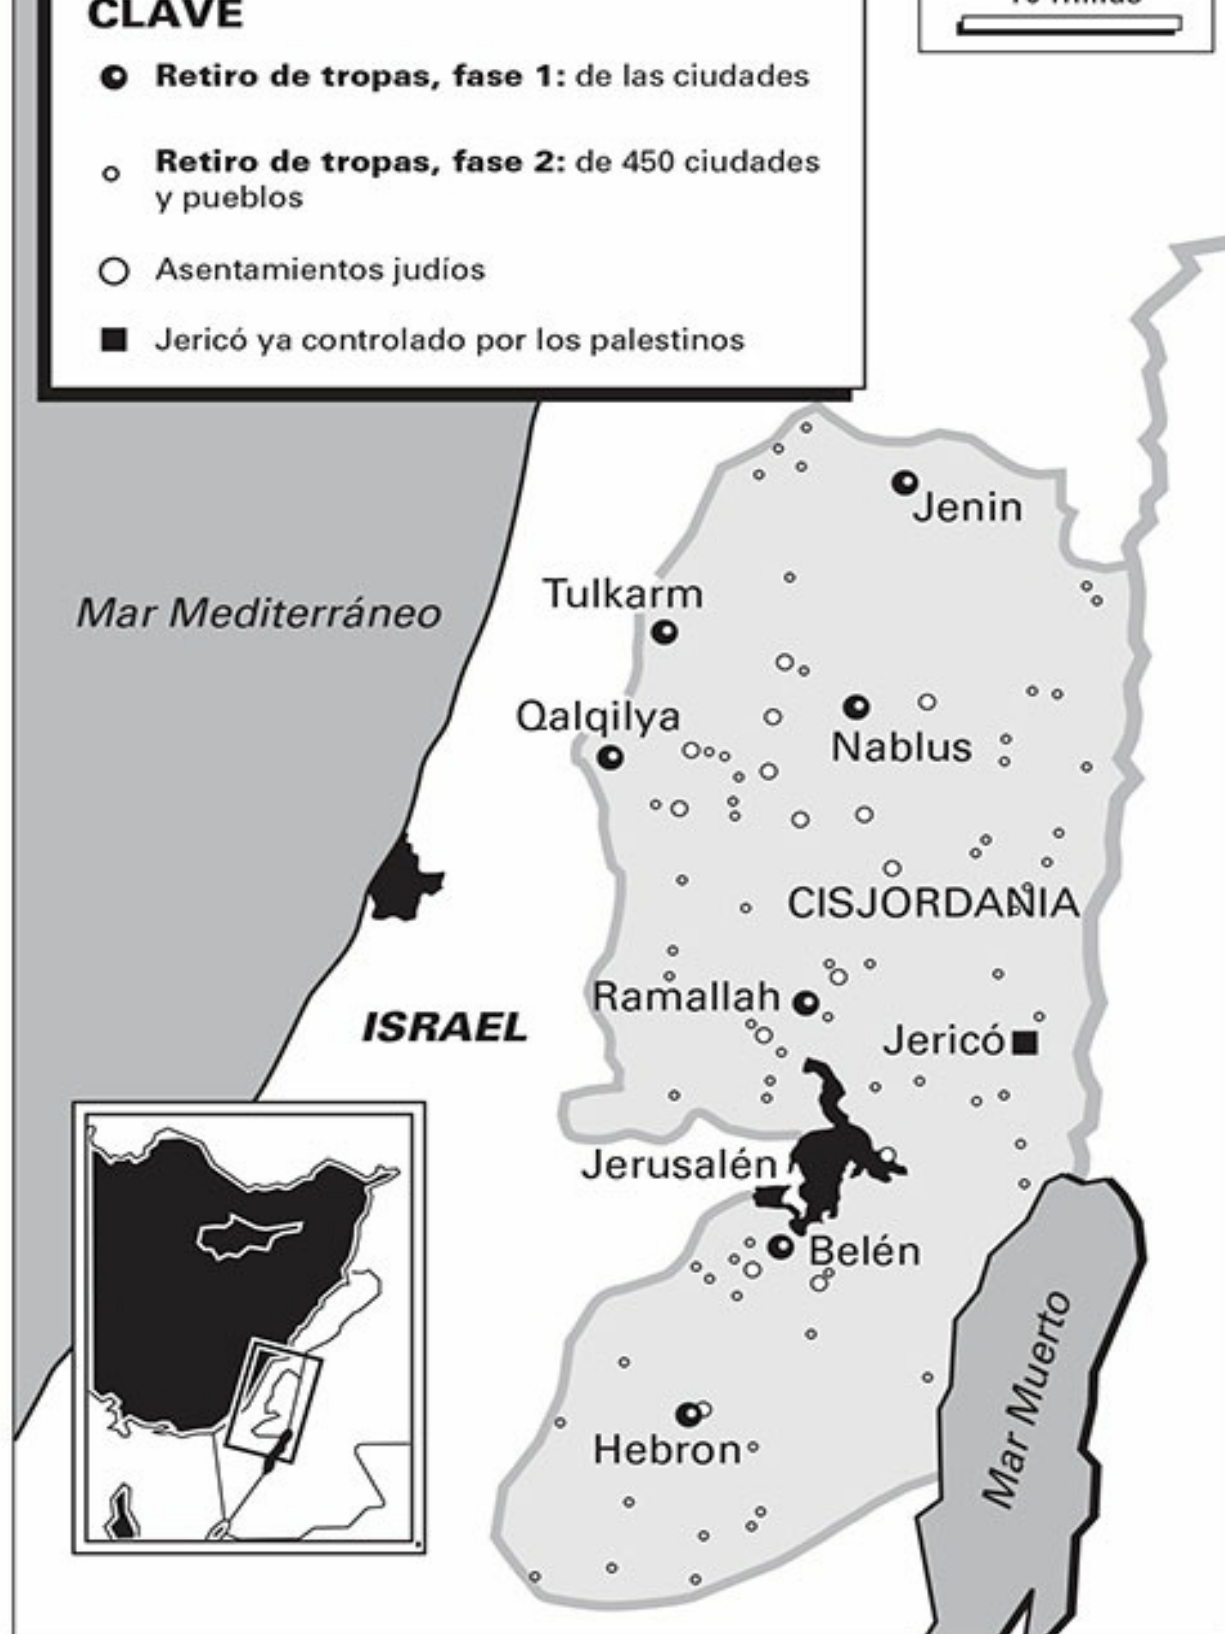 CLAVE
Retiro de tropas, fase 1: de las ciudades
Retiro de tropas, fase 2: de 450 ciudades
y pueblos
Asentamientos judíos
Jericó ya controlado por los palestinos
Jenin
Tulkarm
Mar Mediterráneo
Qalqilya
Nablus
CISJORDANIA
Ramallah
ISRAEL
Jericó
Jerusalén
Belén
Mar Muerto
Hebron